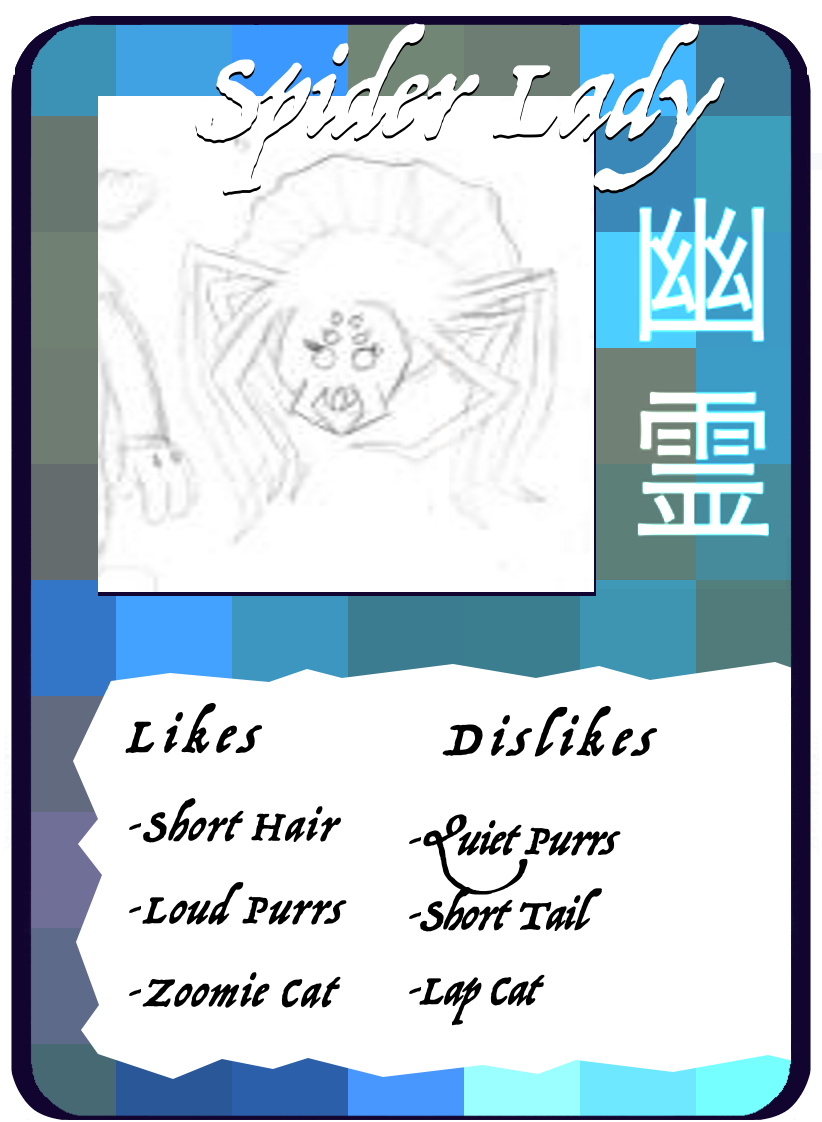 Spider Lady
幽
霊
Likes
-Short Hair
-Loud Purrs
-Zoomie Cat
Dislikes
-Quiet Purrs
-Short Tail
-Lap Cat